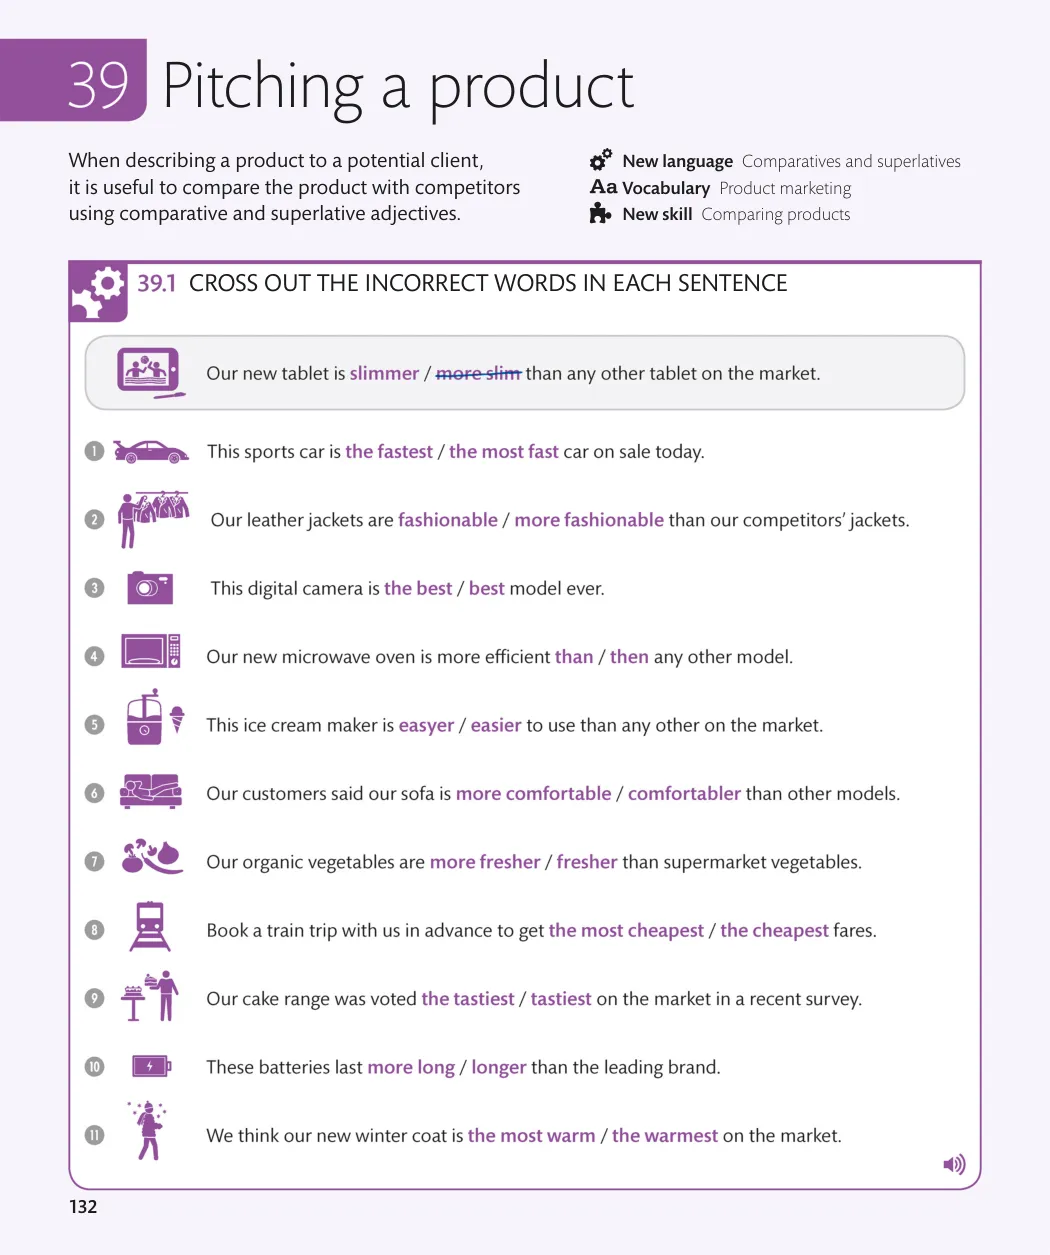 39 Pitching a product
When describing a product to a potential client,
it is useful to compare the product with competitors
using comparative and superlative adjectives.
New language Comparatives and superlatives
Aa Vocabulary Product marketing
New skill Comparing products
39.1 CROSS OUT THE INCORRECT WORDS IN EACH SENTENCE
Our new tablet is slimmer / more slim than any other tablet on the market.
1 This sports car is the fastest / the most fast car on sale today.
2 Our leather jackets are fashionable / more fashionable than our competitors’ jackets.
3 This digital camera is the best / best model ever.
4 Our new microwave oven is more efficient than / then any other model.
5 This ice cream maker is easyer / easier to use than any other on the market.
6 Our customers said our sofa is more comfortable / comfortabler than other models.
7 Our organic vegetables are more fresher / fresher than supermarket vegetables.
8 Book a train trip with us in advance to get the most cheapest / the cheapest fares.
9 Our cake range was voted the tastiest / tastiest on the market in a recent survey.
10 These batteries last more long / longer than the leading brand.
11 We think our new winter coat is the most warm / the warmest on the market.
132